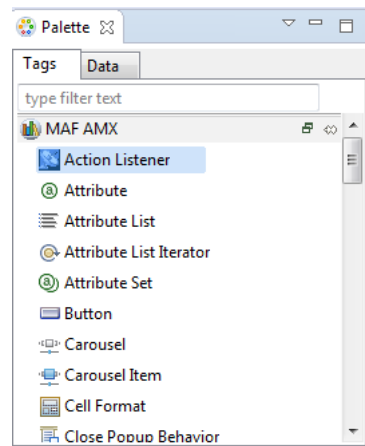 Palette
Tags Data
type filter text
MAF AMX
Action Listener
Attribute
Attribute List
Attribute List Iterator
Attribute Set
Button
Carousel
Carousel Item
Cell Format
Close Popup Behavior